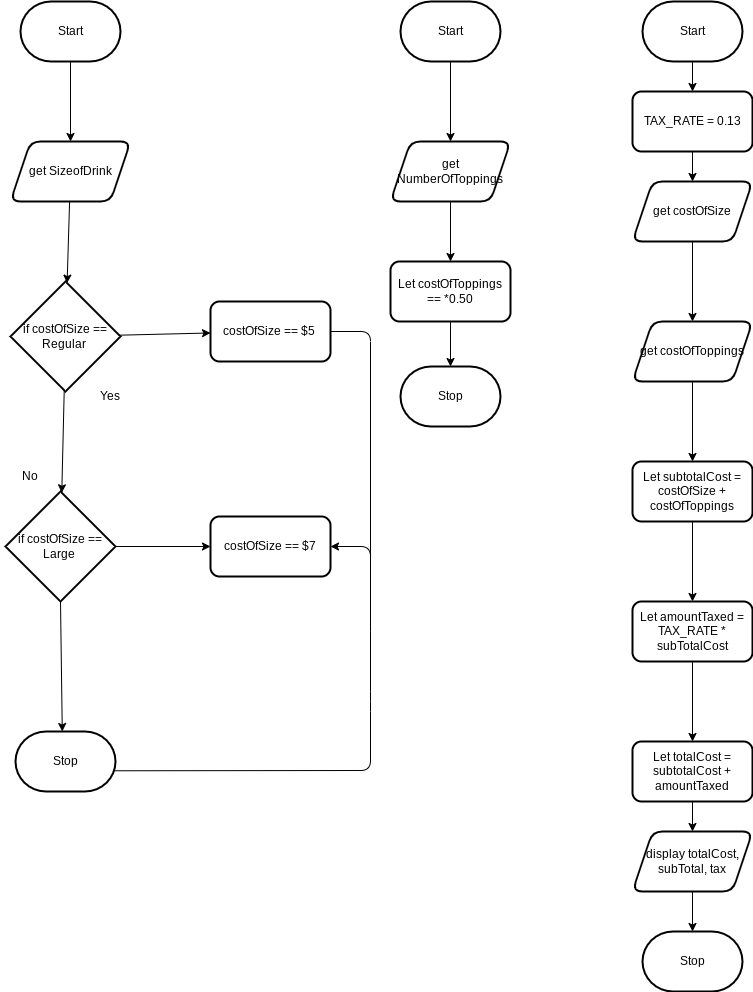 Start
get SizeofDrink
if costOfSize ==
Regular
costOfSize == $5
Yes
No
if costOfSize ==
Large
costOfSize == $7
Stop
Start
get
NumberOfToppings
Let costOfToppings
== *0.50
Stop
Start
TAX_RATE = 0.13
get costOfSize
get costOfToppings
Let subtotalCost =
costOfSize +
costOfToppings
Let amountTaxed =
TAX_RATE *
subTotalCost
Let totalCost =
subtotalCost +
amountTaxed
display totalCost,
subTotal, tax
Stop